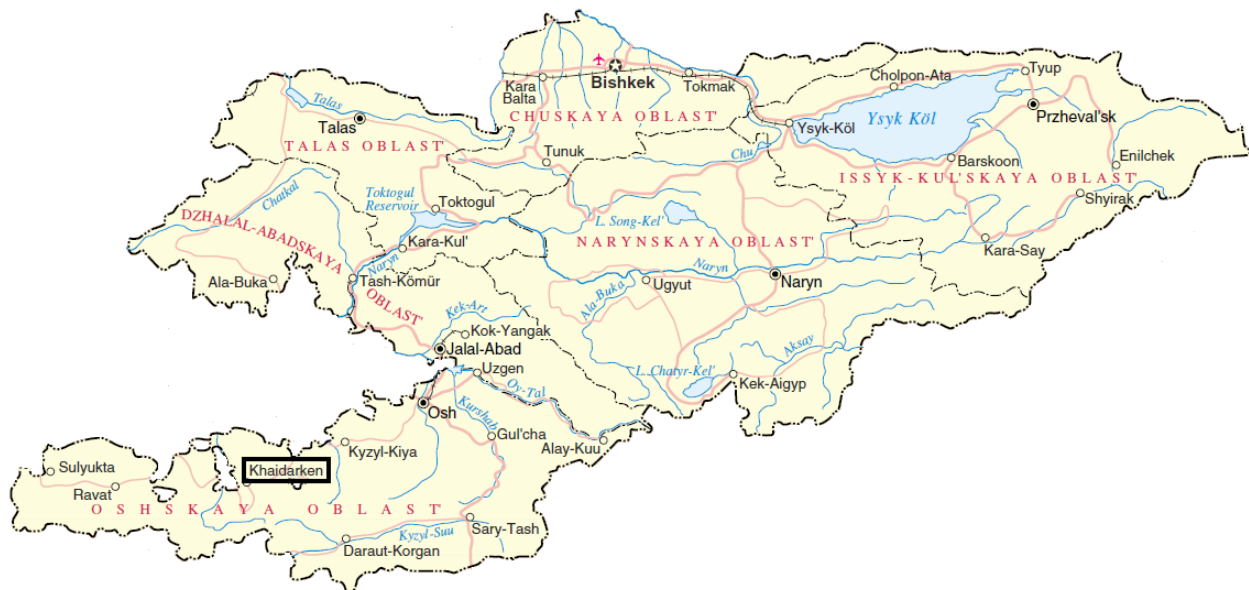 Bishkek
Kara
Balta
Tokmak
Cholpon-Ata
Tyup
Talas
Talas
CHUSKAYA OBLAST'
Ysyk-Köl
Ysyk Köl
Przheval'sk
TALAS OBLAST'
Tunuk
Chu
Barskoon
Enilchek
ISSYK-KUL'SKAYA OBLAST'
Chatkal
Toktogul
Reservoir
Toktogul
Shyirak
DZHALAL-ABADSKAYA
OBLAST'
L. Song-Kel'
NARYNSKAYA OBLAST'
Kara-Say
Kara-Kul'
Naryn
Ala-Buka
Tash-Kömür
Ala-Buka
Ugyut
Naryn
Naryn
Kek-Art
Kok-Yangak
Jalal-Abad
Aksay
Uzgen
L. Chatyr-Kel'
Kek-Aigyp
Oy-Tal
Osh
Kurshab
Gul'cha
Alay-Kuu
Kyzyl-Kiya
Sulyukta
Khaidarken
Ravat
OSHSKAYA OBLAST'
Sary-Tash
Kyzyl-Suu
Daraut-Korgan